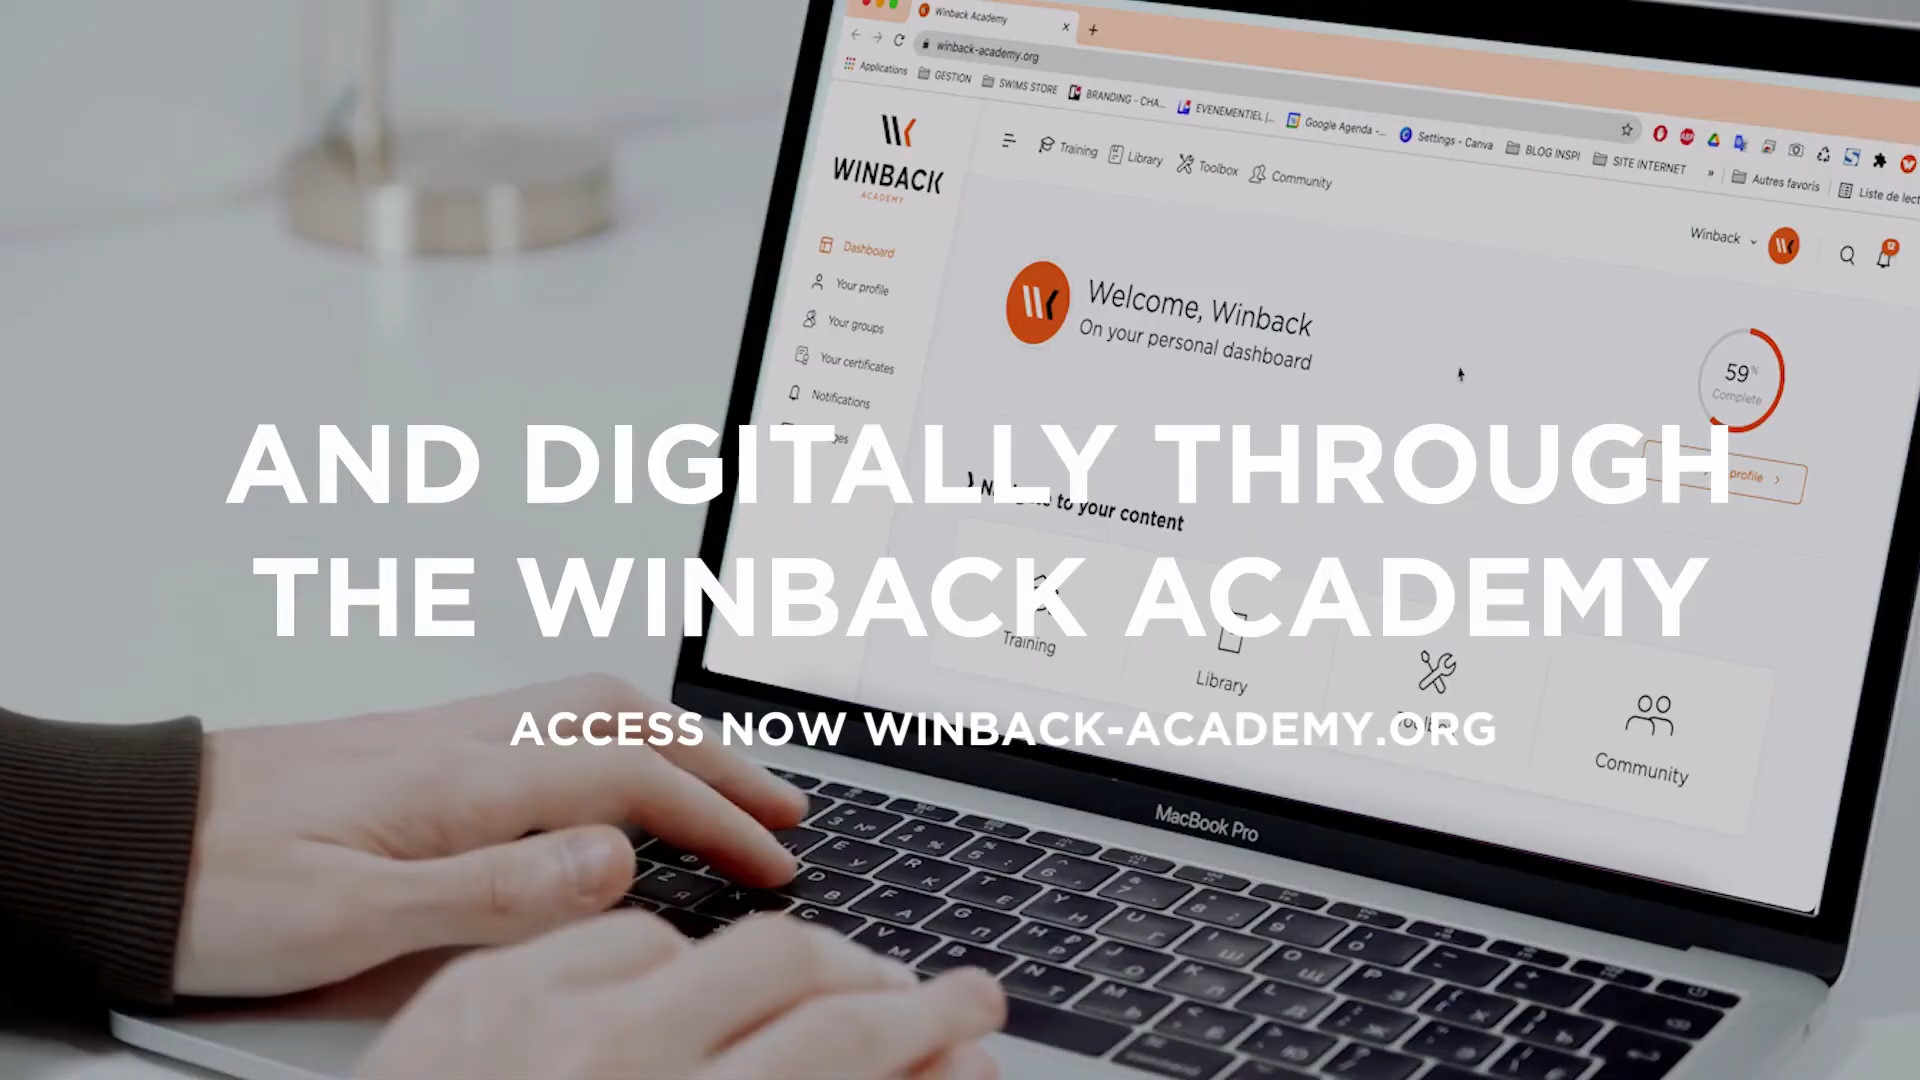 Winback Academy
winback-academy.org
Applications GESTION SWIMS STORE BRANDING - CHA... EVENEMENTIEL |... Google Agenda -... Settings - Canva BLOG INSPI SITE INTERNET » Autres favoris Liste de lect
WINBACK
ACADEMY
Training Library Toolbox Community
Winback
12
Dashboard
Your profile
Your groups
Your certificates
Notifications
Welcome, Winback
On your personal dashboard
59%
Complete
profile
AND DIGITALLY THROUGH
to your content
THE WINBACK ACADEMY
Training
Library
Community
ACCESS NOW WINBACK-ACADEMY.ORG
MacBook Pro